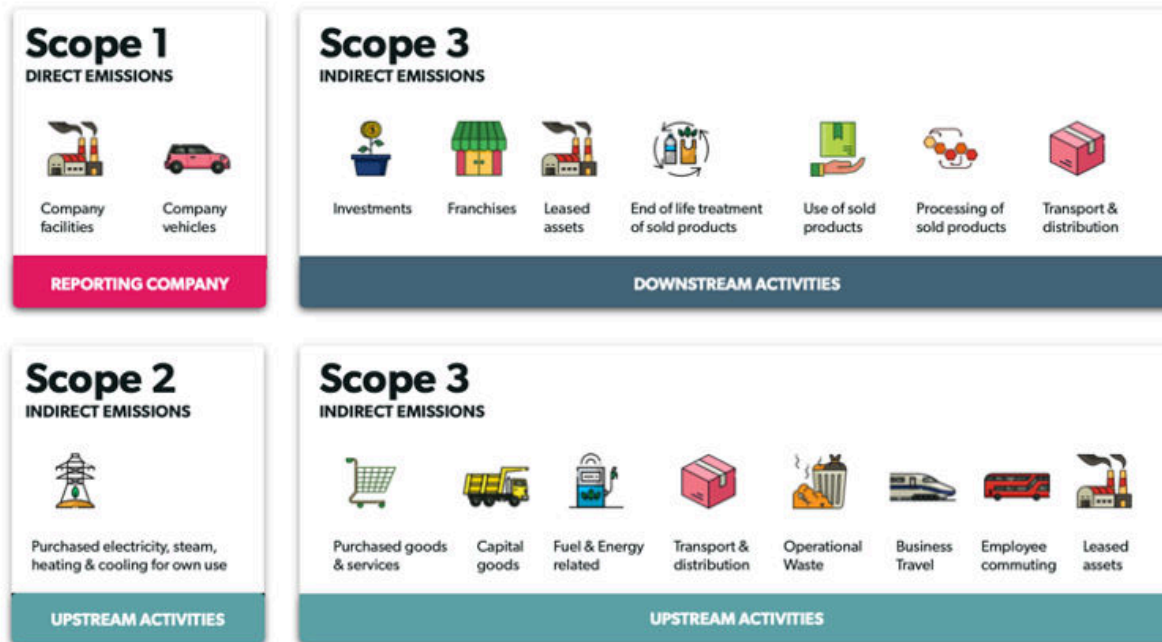 Scope 1
DIRECT EMISSIONS
Company
facilities
Company
vehicles
REPORTING COMPANY
Scope 3
INDIRECT EMISSIONS
Investments
Franchises
Leased
assets
End of life treatment
of sold products
Use of sold
products
Processing of
sold products
Transport &
distribution
DOWNSTREAM ACTIVITIES
Scope 2
INDIRECT EMISSIONS
Purchased electricity, steam,
heating & cooling for own use
UPSTREAM ACTIVITIES
Scope 3
INDIRECT EMISSIONS
Purchased goods
& services
Capital
goods
Fuel & Energy
related
Transport &
distribution
Operational
Waste
Business
Travel
Employee
commuting
Leased
assets
UPSTREAM ACTIVITIES